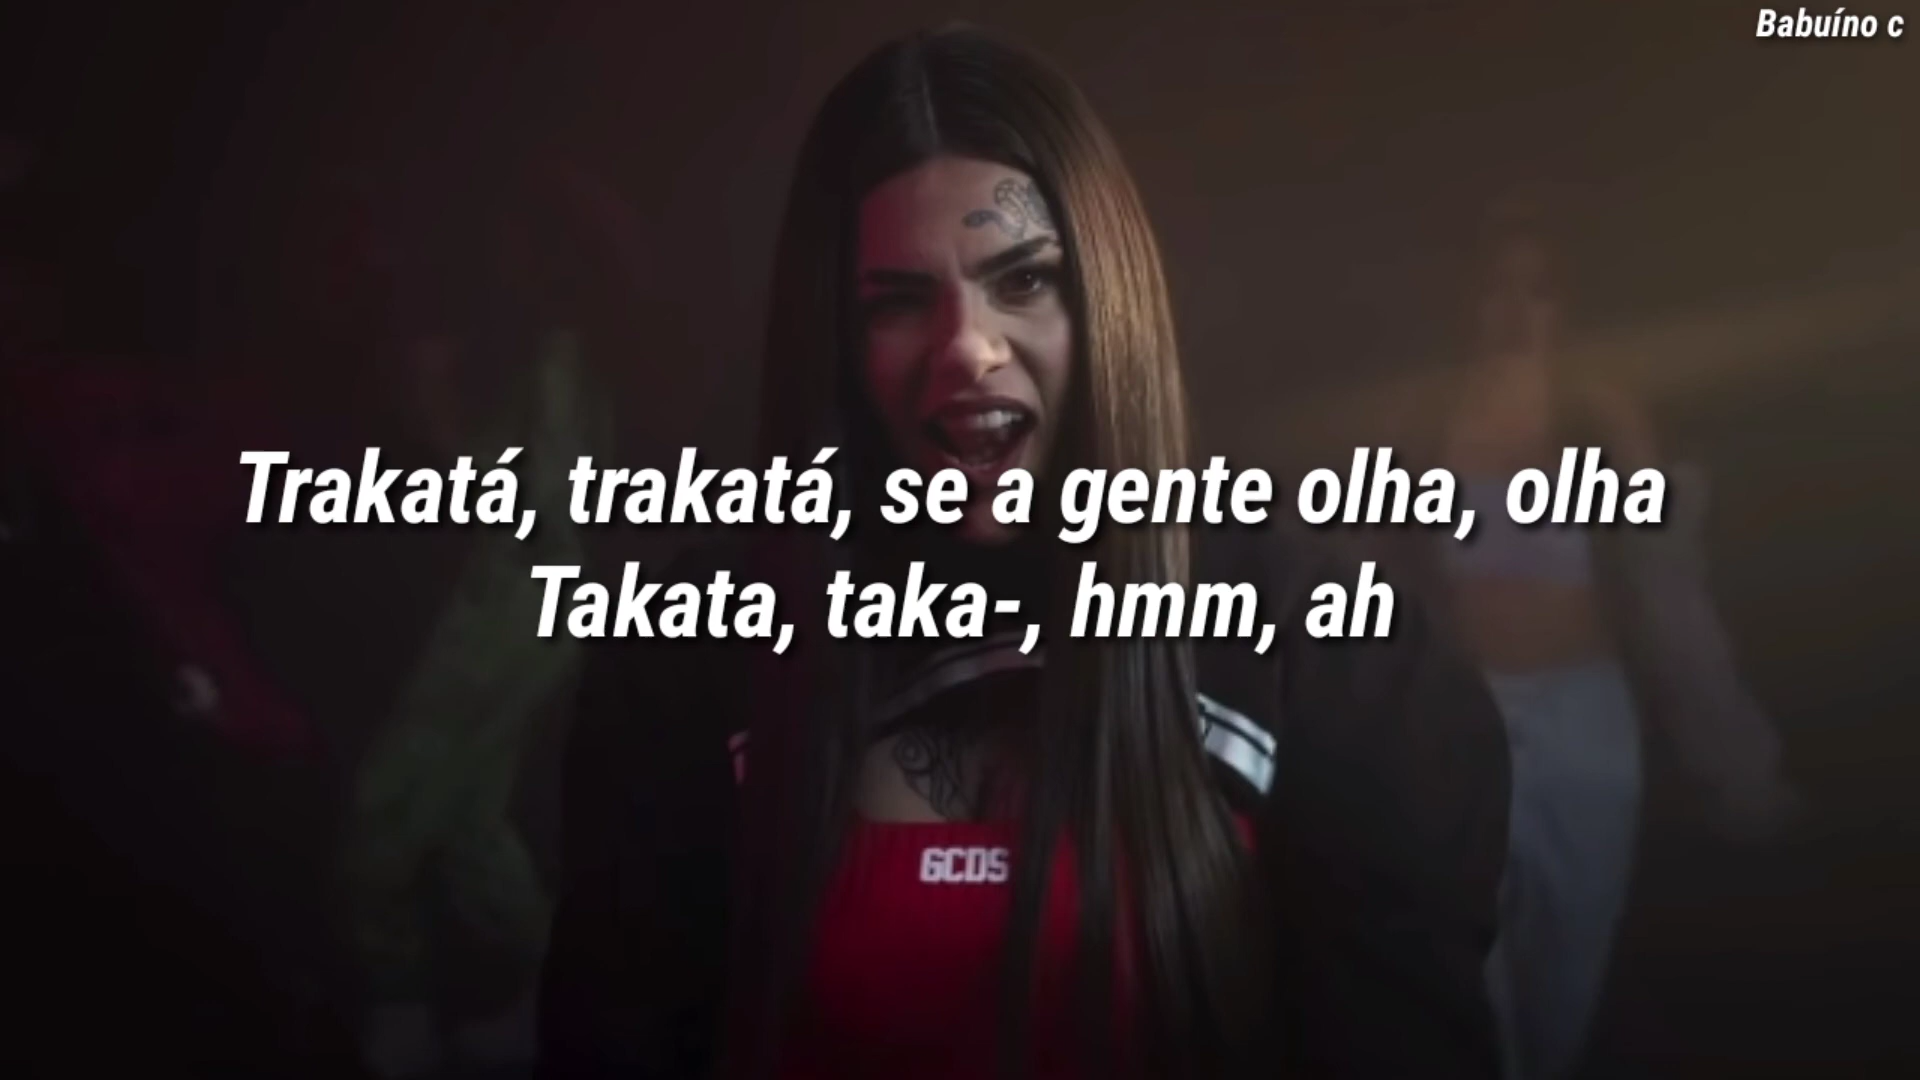 Babuíno c
Trakatá, trakatá, se a gente olha, olha
Takata, taka-, hmm, ah
GCDS